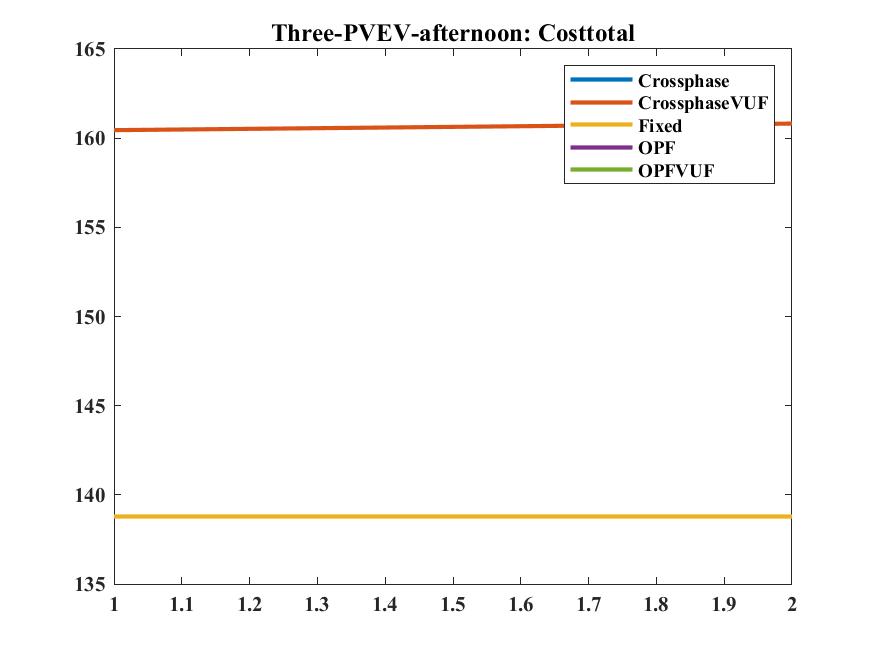 Three-PVEV-afternoon: Costtotal
165
160
155
150
145
140
135
Crossphase
CrossphaseVUF
Fixed
OPF
OPFVUF
1 1.1 1.2 1.3 1.4 1.5 1.6 1.7 1.8 1.9 2